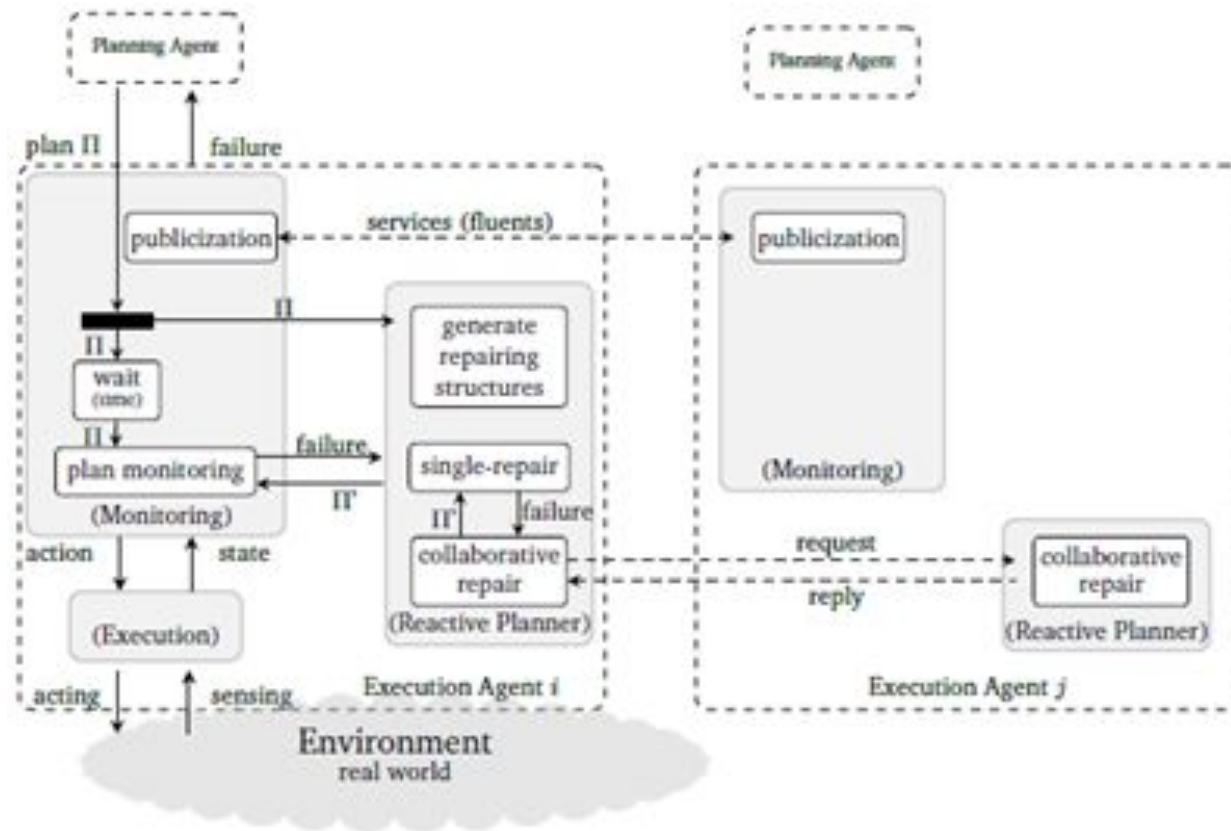 Planning Agent
Planning Agent
plan Π
failure
publicization
services (fluents)
publicization
Π
generate
repairing
structures
Π
wait
(time)
Π
plan monitoring
(Monitoring)
failure
Π'
single-repair
Π'
failure
collaborative
repair
(Reactive Planner)
(Monitoring)
request
reply
collaborative
repair
(Reactive Planner)
action
state
(Execution)
acting
sensing
Execution Agent i
Execution Agent j
Environment
real world